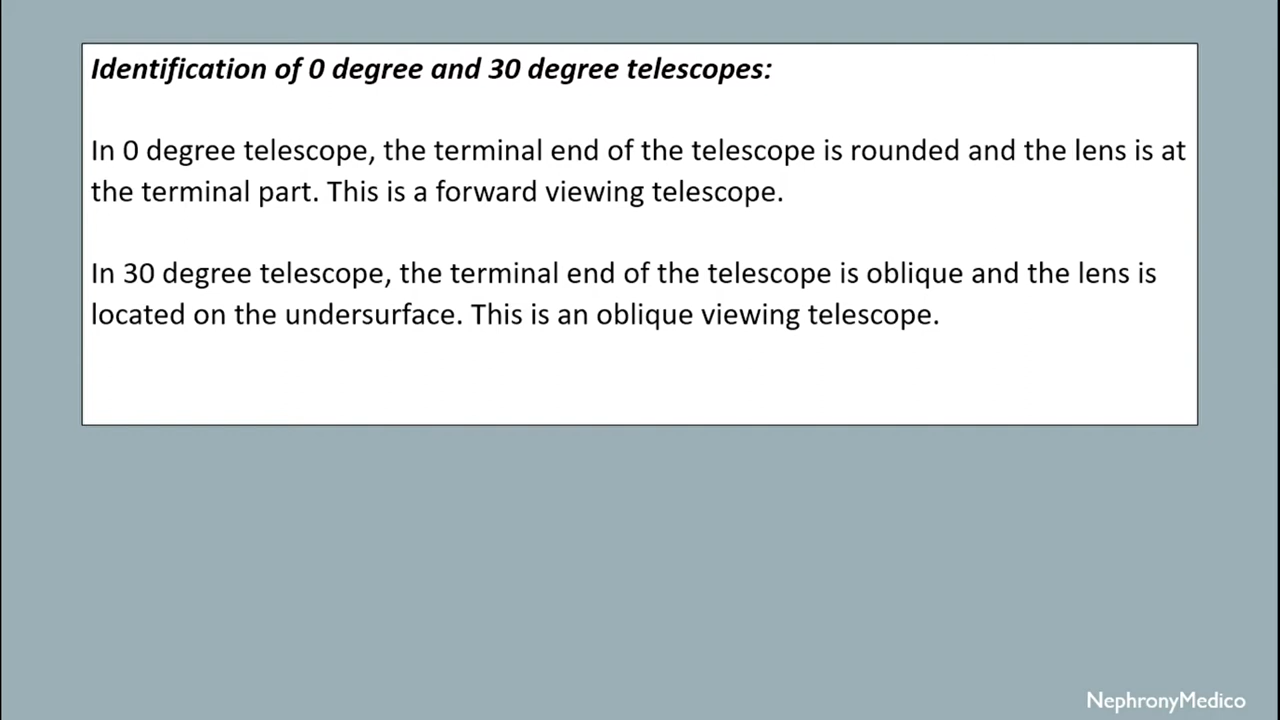 Identification of 0 degree and 30 degree telescopes:
In 0 degree telescope, the terminal end of the telescope is rounded and the lens is at
the terminal part. This is a forward viewing telescope.
In 30 degree telescope, the terminal end of the telescope is oblique and the lens is
located on the undersurface. This is an oblique viewing telescope.
NephronyMedico